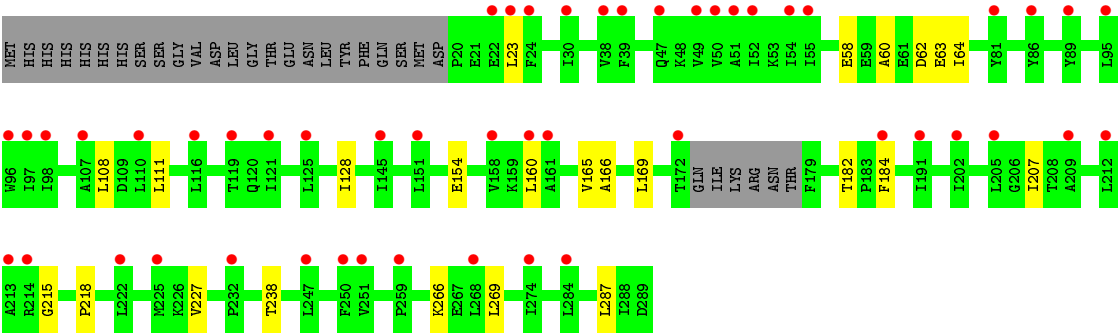 MET HIS HIS HIS HIS HIS HIS SER SER GLY VAL ASP LEU GLY THR GLU ASN LEU TYR PHE GLN SER MET ASP P20 E21 E22 L23 F24 I30 V38 F39 Q47 K48 V49 V50 A51 I52 K53 I54 I55 E58 E59 A60 E61 D62 E63 I64 Y81 Y86 Y89 L95
W96 I97 I98 A107 L108 D109 L110 L111 L116 T119 Q120 I121 L125 I128 I145 L151 E154 V158 K159 L160 A161 V165 A166 L169 T172 GLN ILE LYS ARG ASN THR F179 T182 P183 F184 I191 I202 L205 G206 I207 T208 A209 L212
A213 R214 G215 P218 L222 M225 K226 V227 P232 T238 L247 F250 V251 P259 K266 E267 L268 L269 I274 L284 L287 I288 D289